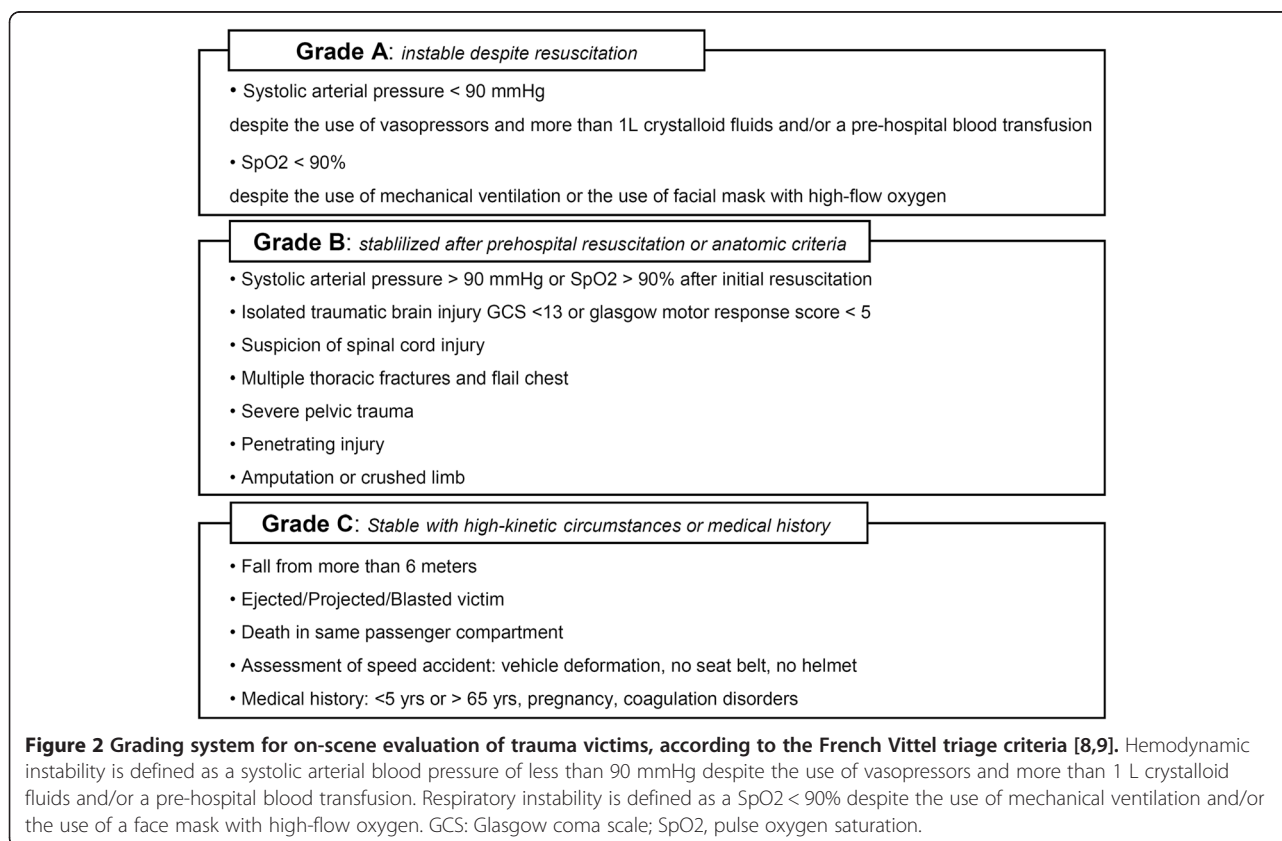 Grade A: instable despite resuscitation
• Systolic arterial pressure < 90 mmHg
despite the use of vasopressors and more than 1L crystalloid fluids and/or a pre-hospital blood transfusion
• SpO2 < 90%
despite the use of mechanical ventilation or the use of facial mask with high-flow oxygen
Grade B: stablilized after prehospital resuscitation or anatomic criteria
• Systolic arterial pressure > 90 mmHg or SpO2 > 90% after initial resuscitation
• Isolated traumatic brain injury GCS <13 or glasgow motor response score < 5
• Suspicion of spinal cord injury
• Multiple thoracic fractures and flail chest
• Severe pelvic trauma
• Penetrating injury
• Amputation or crushed limb
Grade C: Stable with high-kinetic circumstances or medical history
• Fall from more than 6 meters
• Ejected/Projected/Blasted victim
• Death in same passenger compartment
• Assessment of speed accident: vehicle deformation, no seat belt, no helmet
• Medical history: <5 yrs or > 65 yrs, pregnancy, coagulation disorders
Figure 2 Grading system for on-scene evaluation of trauma victims, according to the French Vittel triage criteria [8,9]. Hemodynamic
instability is defined as a systolic arterial blood pressure of less than 90 mmHg despite the use of vasopressors and more than 1 L crystalloid
fluids and/or a pre-hospital blood transfusion. Respiratory instability is defined as a SpO2 < 90% despite the use of mechanical ventilation and/or
the use of a face mask with high-flow oxygen. GCS: Glasgow coma scale; SpO2, pulse oxygen saturation.